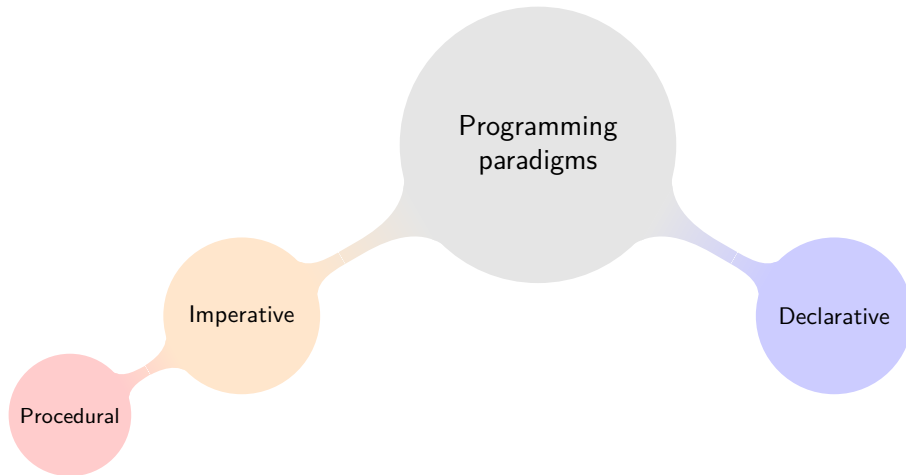 Programming
paradigms
Imperative
Declarative
Procedural